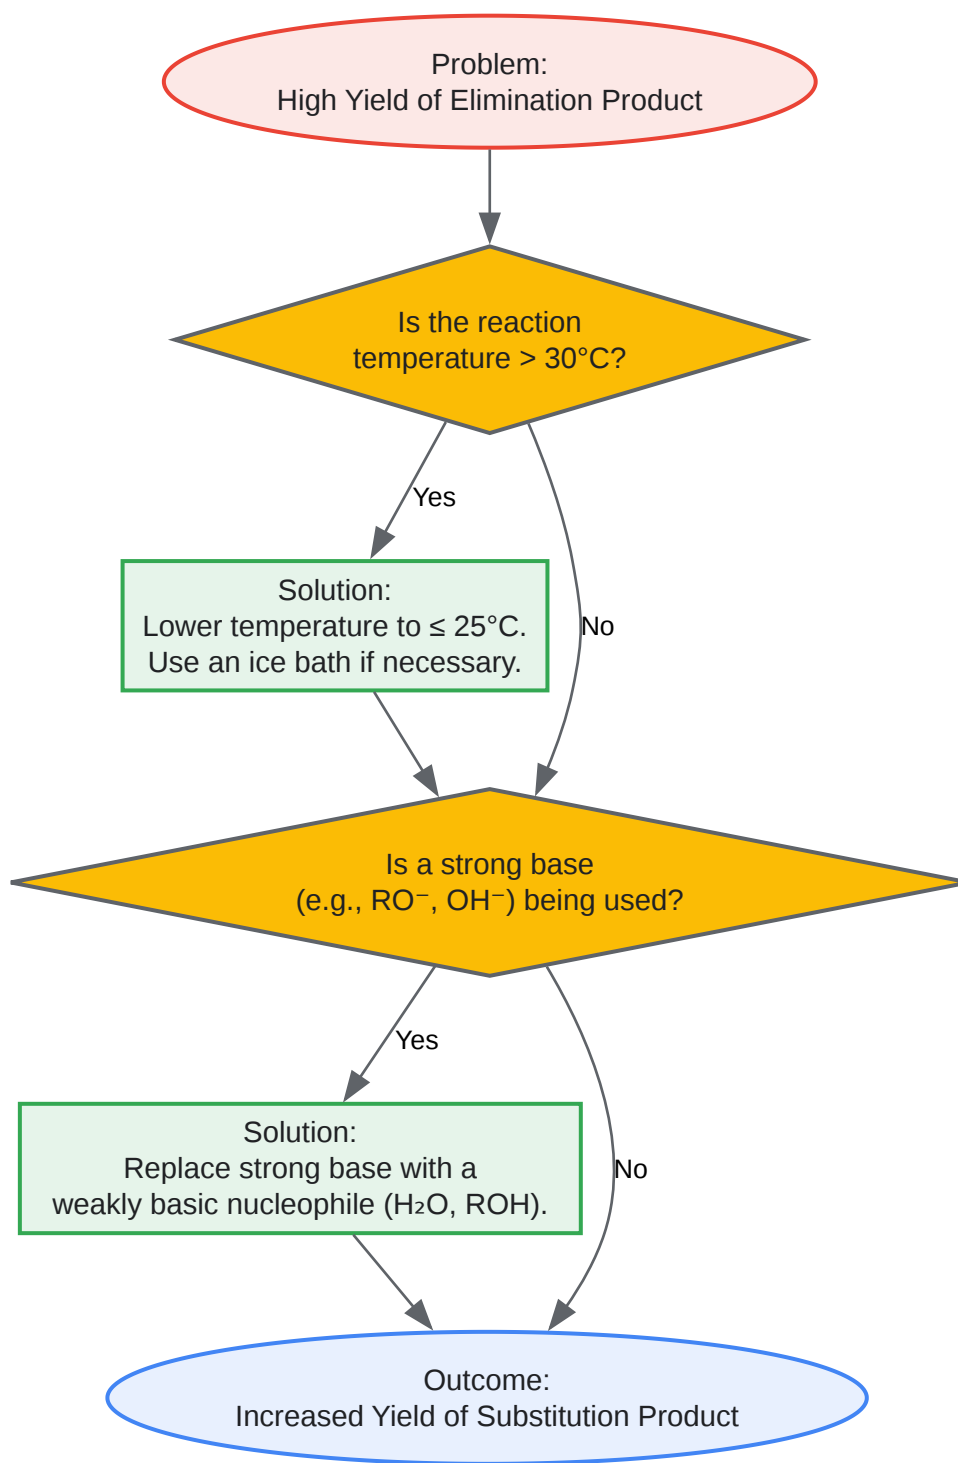 Problem:
High Yield of Elimination Product
Is the reaction
temperature > 30°C?
Yes
Solution:
Lower temperature to ≤ 25°C.
Use an ice bath if necessary.
No
Is a strong base
(e.g., RO⁻, OH⁻) being used?
Yes
Solution:
Replace strong base with a
weakly basic nucleophile (H₂O, ROH).
No
Outcome:
Increased Yield of Substitution Product